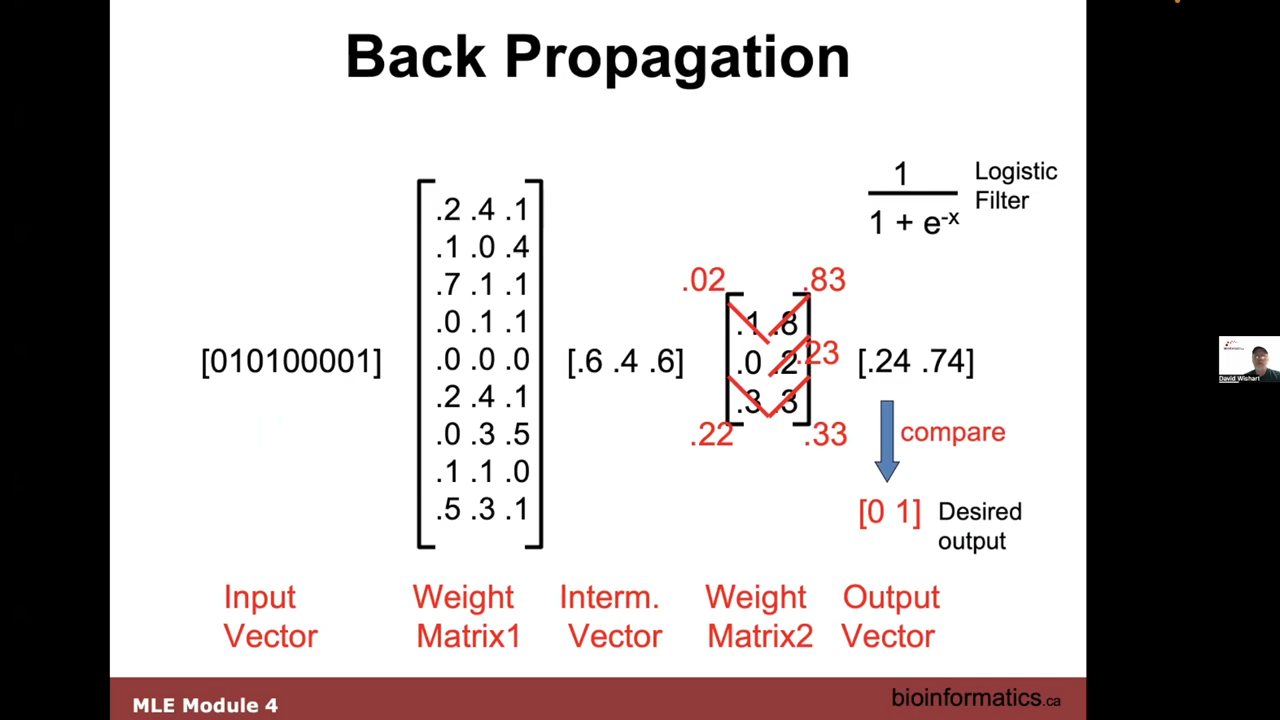 Back Propagation
1
1 + e-x
Logistic
Filter
.2 .4 .1
.1 .0 .4
.7 .1 .1
.0 .1 .1
.0 .0 .0
.2 .4 .1
.0 .3 .5
.1 .1 .0
.5 .3 .1
.02
.83
.1 .8
[010100001]
[.6 .4 .6]
.0 .2
.23
[.24 .74]
.3 .3
.22
.33
compare
[0 1]
Desired
output
Input
Vector
Weight
Matrix1
Interm.
Vector
Weight
Matrix2
Output
Vector
MLE Module 4
bioinformatics.ca
David Wishart